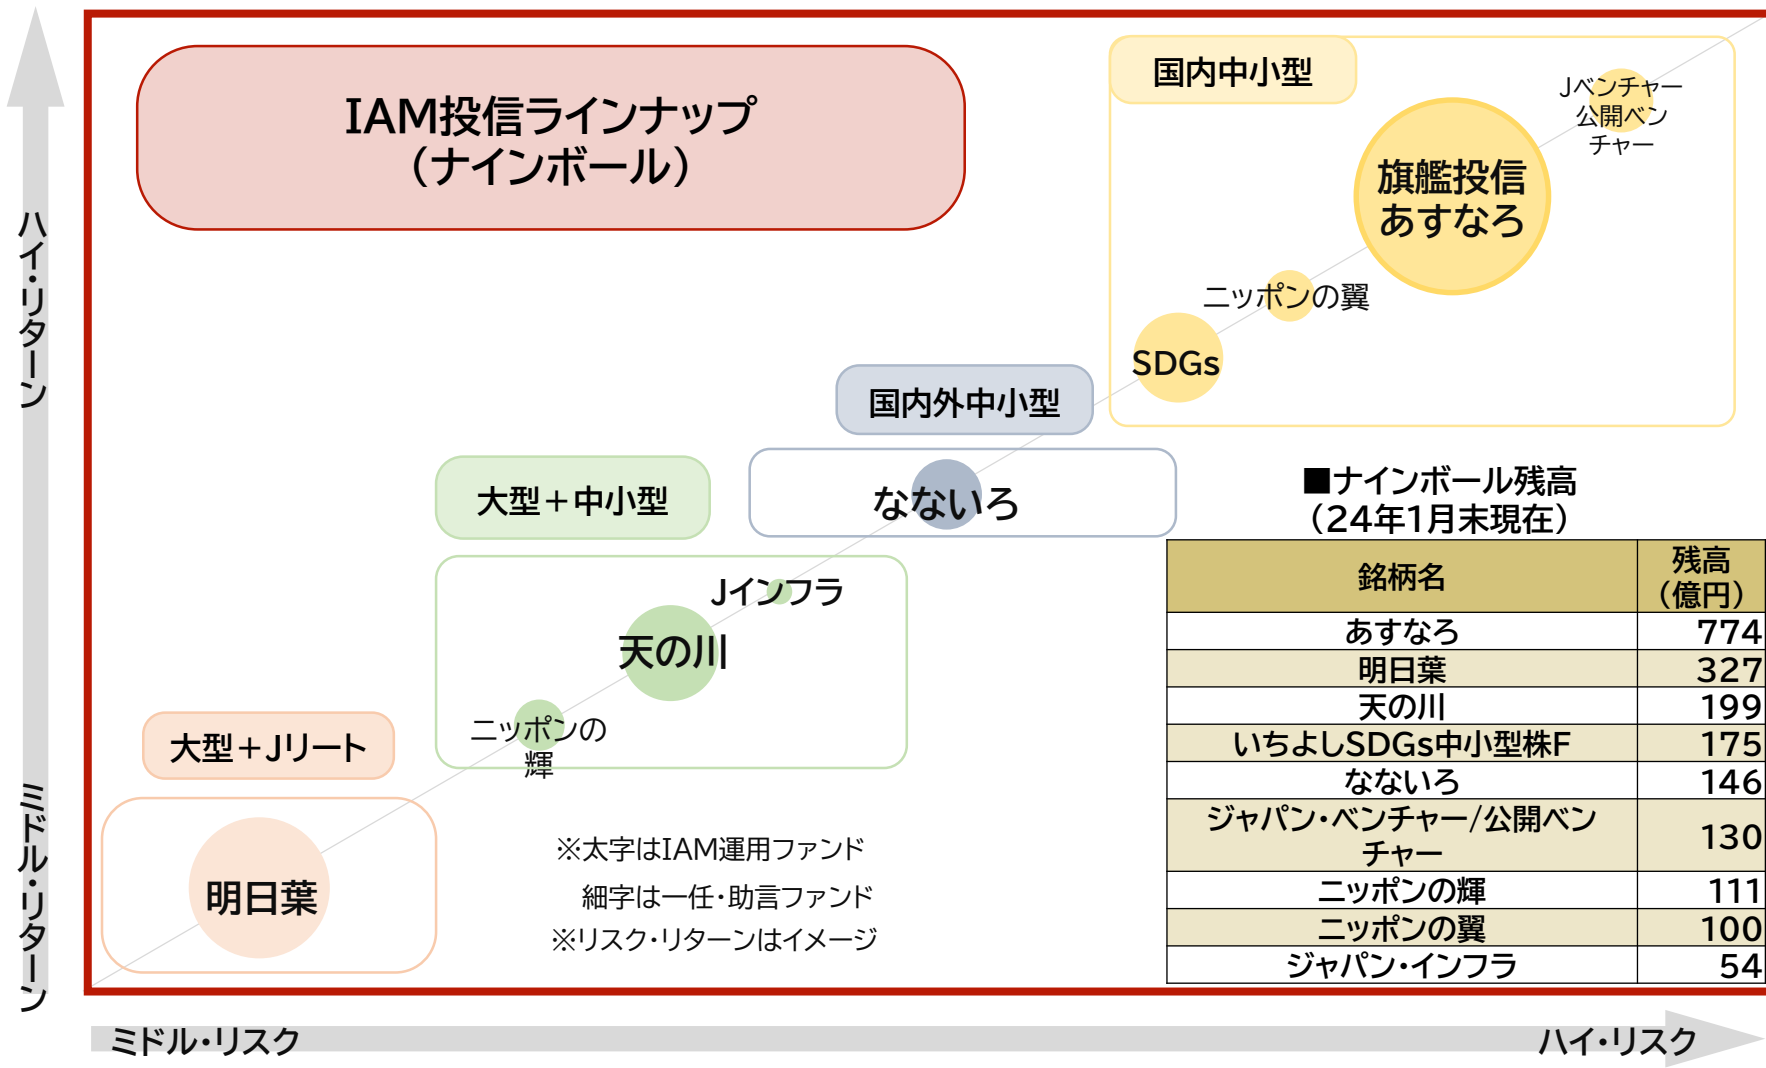 IAM投信ラインナップ
（ナインボール）
国内中小型
Jベンチャー
公開ベン
チャー
旗艦投信
あすなろ
ニッポンの翼
SDGs
国内外中小型
なないろ
大型＋中小型
Jインフラ
天の川
ニッポンの
輝
大型＋Jリート
明日葉
※太字はIAM運用ファンド
細字は一任・助言ファンド
※リスク・リターンはイメージ
■ナインボール残高
（24年1月末現在）
銘柄名 残高
（億円）
あすなろ 774
明日葉 327
天の川 199
いちよしSDGs中小型株F 175
なないろ 146
ジャパン・ベンチャー/公開ベン
チャー 130
ニッポンの輝 111
ニッポンの翼 100
ジャパン・インフラ 54
ハイ・リターン
ミドル・リターン
ミドル・リスク
ハイ・リスク